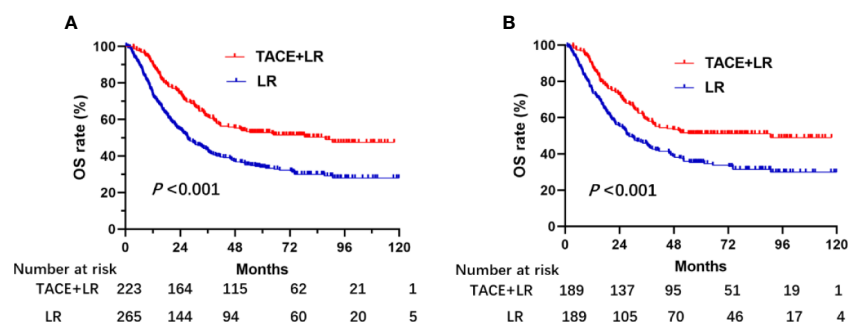 A
100
80
60
40
20
0
OS rate (%)
TACE+LR
LR
P<0.001
0 24 48 72 96 120
Months
Number at risk
TACE+LR 223 164 115 62 21 1
LR 265 144 94 60 20 5
B
100
80
60
40
20
0
OS rate (%)
TACE+LR
LR
P<0.001
0 24 48 72 96 120
Months
Number at risk
TACE+LR 189 137 95 51 19 1
LR 189 105 70 46 17 4